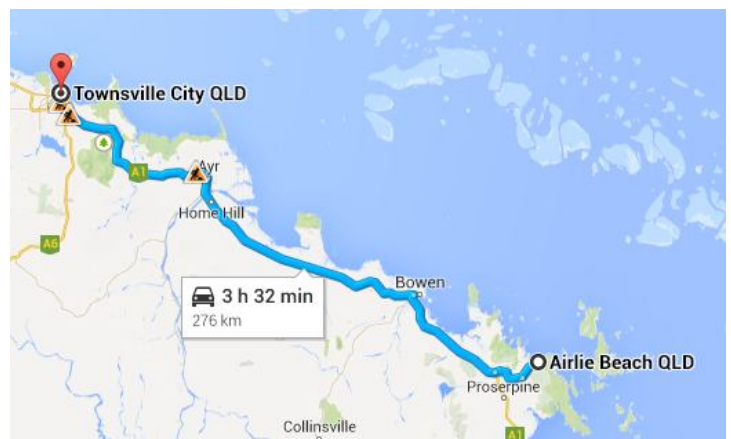 Townsville City QLD
Ayr
A1
Home Hill
A6
Bowen
3 h 32 min
276 km
Airlie Beach QLD
Proserpine
Collinsville
A1